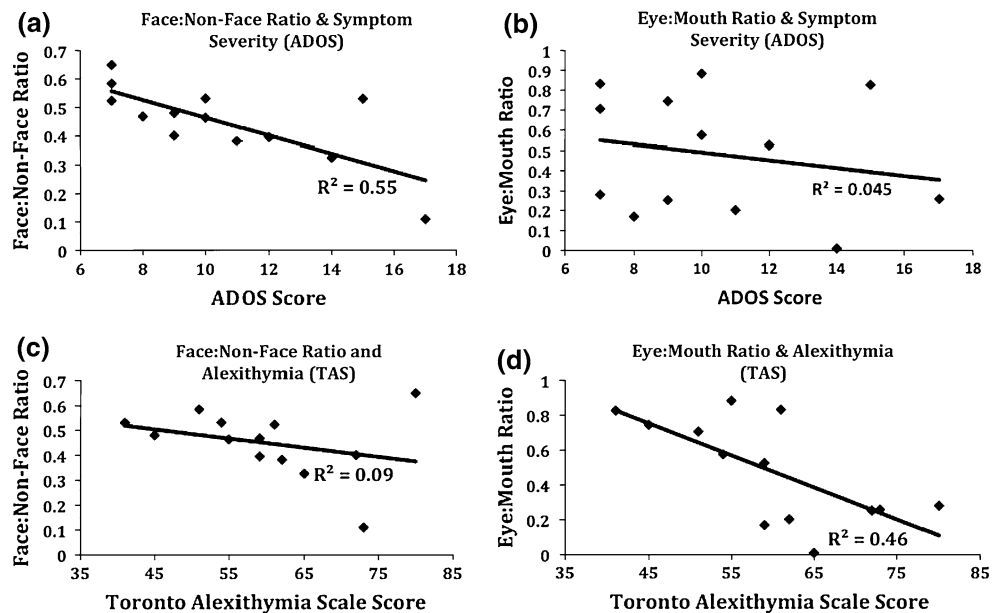 (a)
Face:Non-Face Ratio & Symptom
Severity (ADOS)
Face:Non-Face Ratio
0.7
0.6
0.5
0.4
0.3
0.2
0.1
0
R² = 0.55
6 8 10 12 14 16 18
ADOS Score
(b)
Eye:Mouth Ratio & Symptom
Severity (ADOS)
Eye:Mouth Ratio
1
0.9
0.8
0.7
0.6
0.5
0.4
0.3
0.2
0.1
0
R² = 0.045
6 8 10 12 14 16 18
ADOS Score
(c)
Face:Non-Face Ratio and
Alexithymia (TAS)
Face:Non-Face Ratio
0.7
0.6
0.5
0.4
0.3
0.2
0.1
0
R² = 0.09
35 45 55 65 75 85
Toronto Alexithymia Scale Score
(d)
Eye:Mouth Ratio & Alexithymia
(TAS)
Eye:Mouth Ratio
1
0.8
0.6
0.4
0.2
0
R² = 0.46
35 45 55 65 75 85
Toronto Alexithymia Scale Score